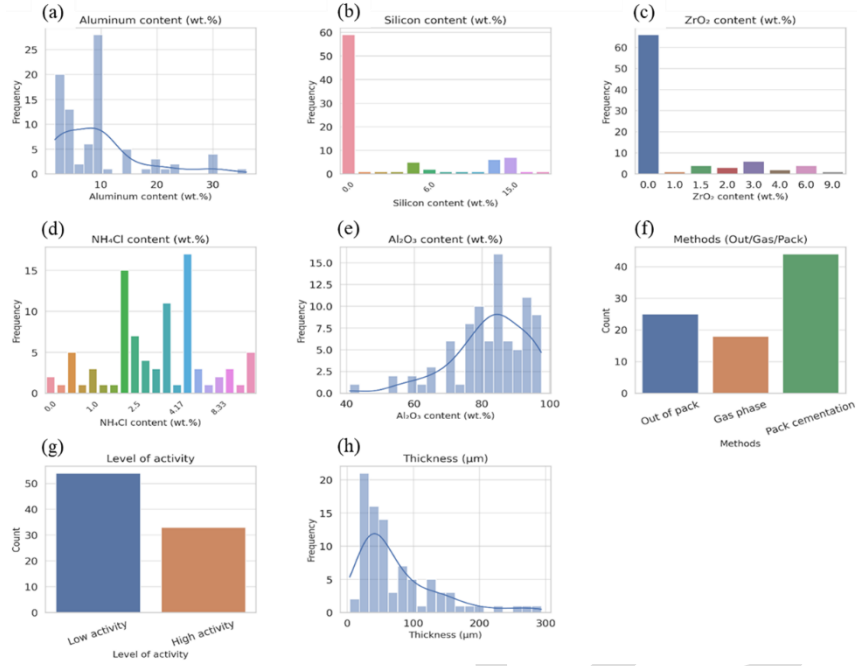 (a)
Aluminum content (wt.%)
Frequency
25
20
15
10
5
0
10 20 30
Aluminum content (wt.%)
(b)
Silicon content (wt.%)
Frequency
60
50
40
30
20
10
0
0.0 6.0 15.0
Silicon content (wt.%)
(c)
ZrO₂ content (wt.%)
Frequency
60
50
40
30
20
10
0
0.0 1.0 1.5 2.0 3.0 4.0 6.0 9.0
ZrO₂ content (wt.%)
(d)
NH₄Cl content (wt.%)
Frequency
15
10
5
0
0.0 1.0 2.5 4.17 8.33
NH₄Cl content (wt.%)
(e)
Al₂O₃ content (wt.%)
Frequency
15.0
12.5
10.0
7.5
5.0
2.5
0.0
40 60 80 100
Al₂O₃ content (wt.%)
(f)
Methods (Out/Gas/Pack)
Count
40
30
20
10
0
Out of pack Gas phase Pack cementation
Methods
(g)
Level of activity
Count
50
40
30
20
10
0
Low activity High activity
Level of activity
(h)
Thickness (μm)
Frequency
20
15
10
5
0
0 100 200 300
Thickness (μm)